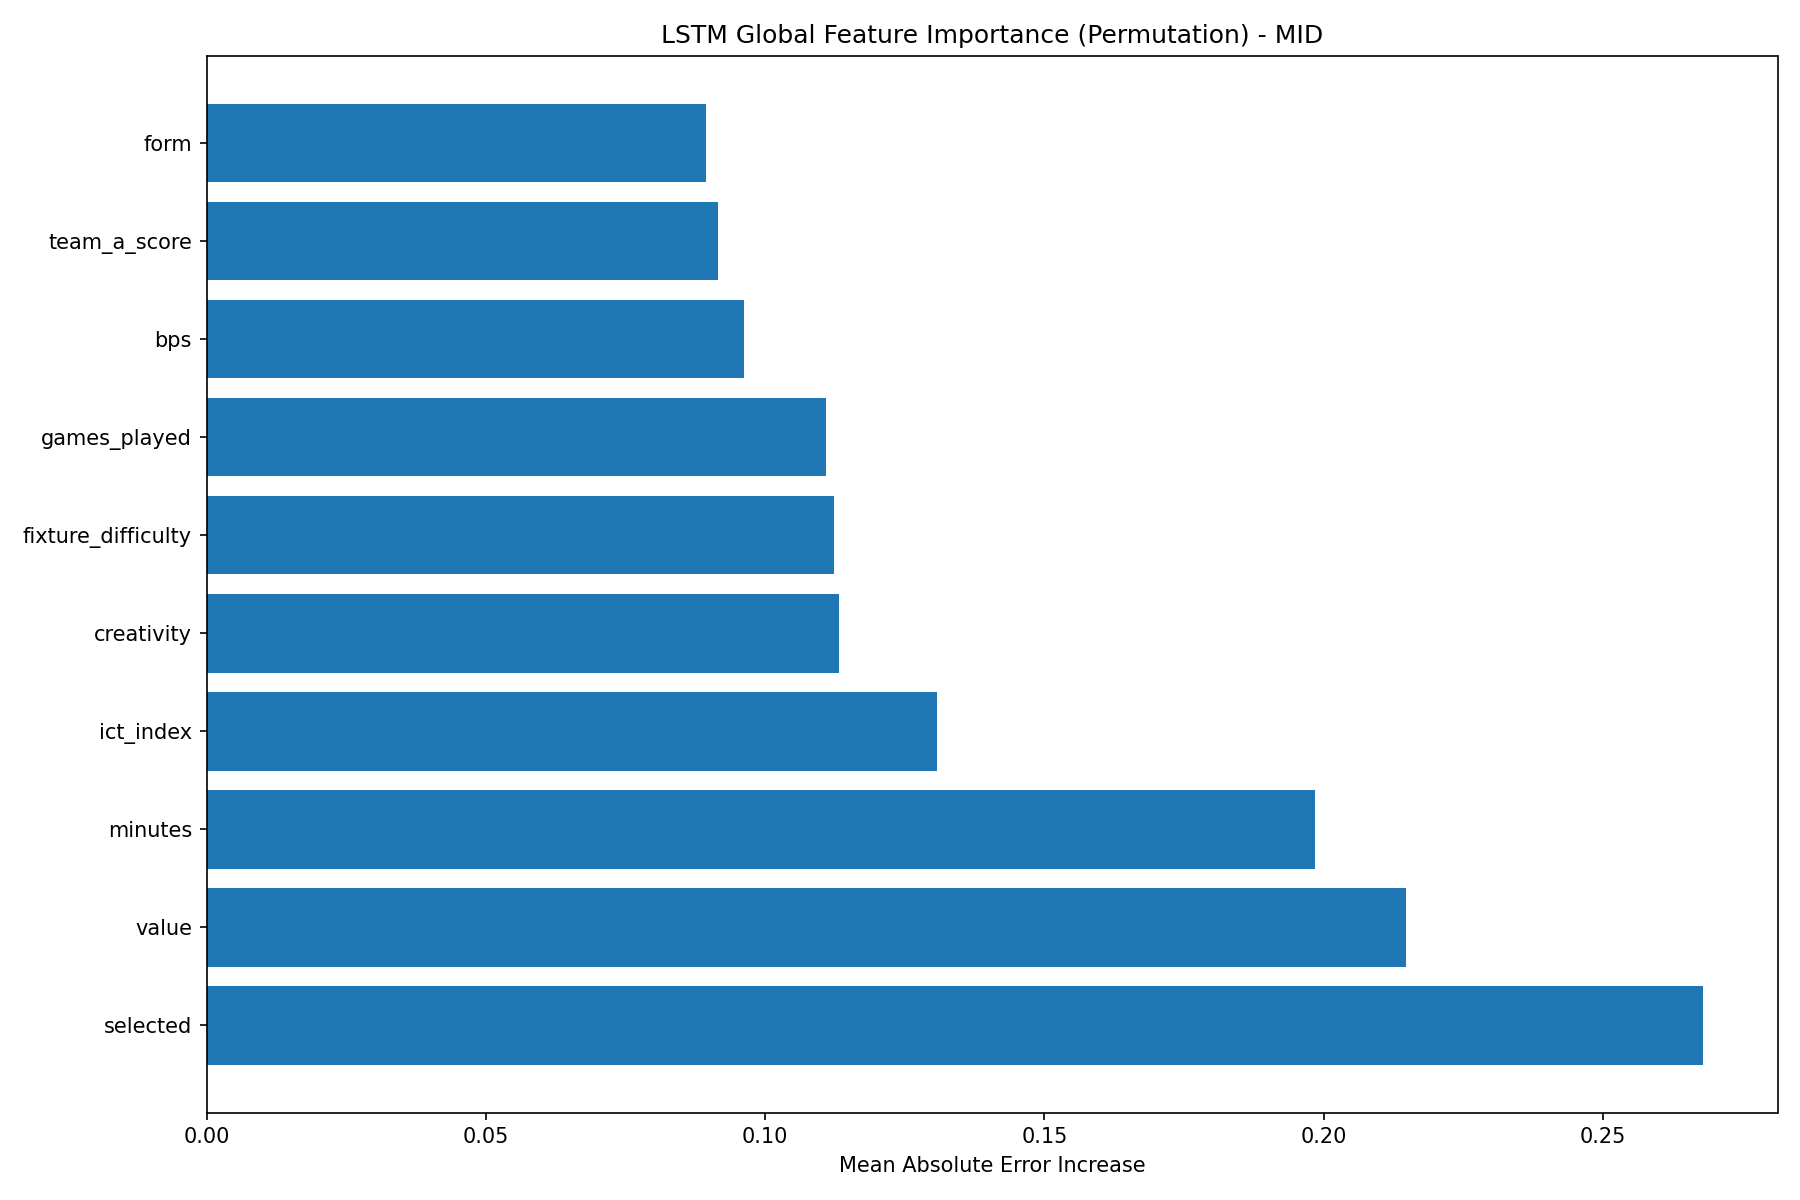 LSTM Global Feature Importance (Permutation) - MID
form
team_a_score
bps
games_played
fixture_difficulty
creativity
ict_index
minutes
value
selected
0.00 0.05 0.10 0.15 0.20 0.25
Mean Absolute Error Increase